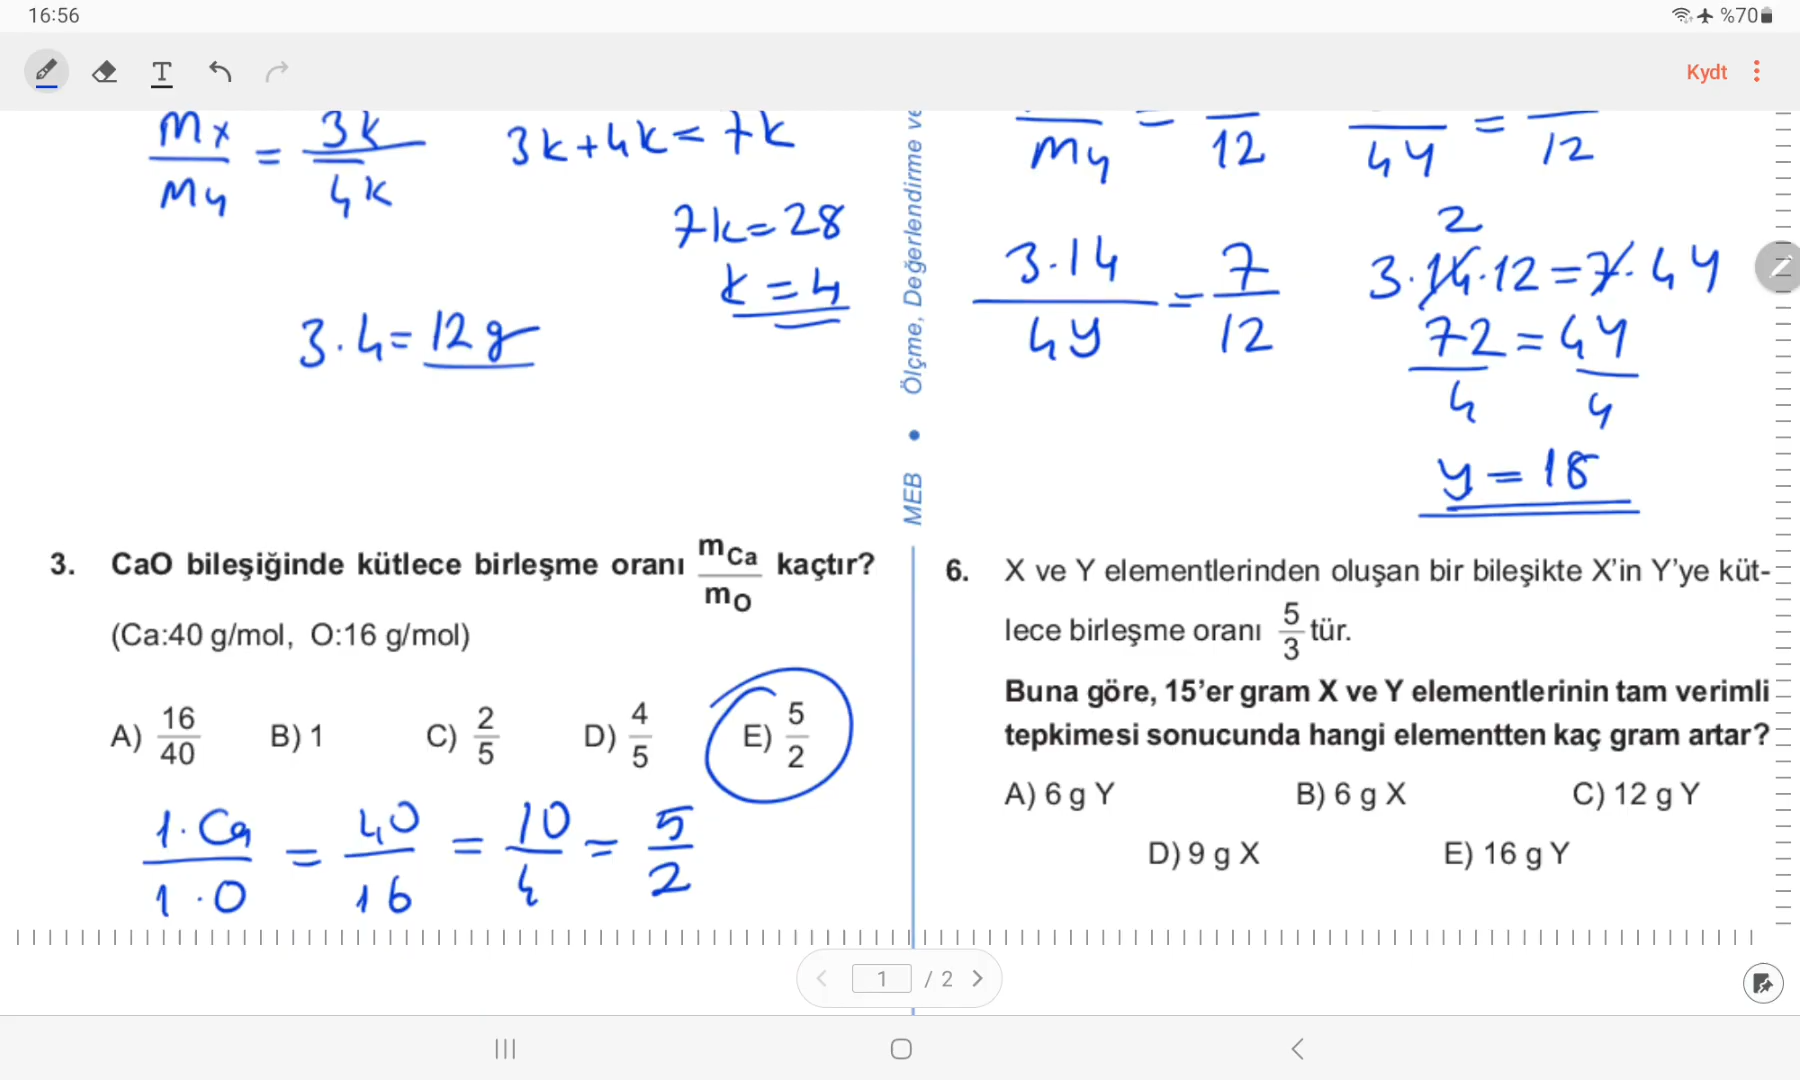 16:56
%70
T
Kydt
mx / my = 3k / 4k
3k+4k=7k
7k=28
k=4
3.4=12g
MEB • Ölçme, Değerlendirme ve
my = 12
4y = 12
3.14 / 4y = 7 / 12
2
3.14.12=7.4y
72 / 4 = 4y / 4
y=18
3. CaO bileşiğinde kütlece birleşme oranı mCa / mO kaçtır?
(Ca:40 g/mol, O:16 g/mol)
A) 16/40 B) 1 C) 2/5 D) 4/5 E) 5/2
1.Ca / 1.O = 40 / 16 = 10 / 4 = 5 / 2
6. X ve Y elementlerinden oluşan bir bileşikte X’in Y’ye küt-
lece birleşme oranı 5/3 tür.
Buna göre, 15’er gram X ve Y elementlerinin tam verimli
tepkimesi sonucunda hangi elementten kaç gram artar?
A) 6 g Y B) 6 g X C) 12 g Y
D) 9 g X E) 16 g Y
1 / 2